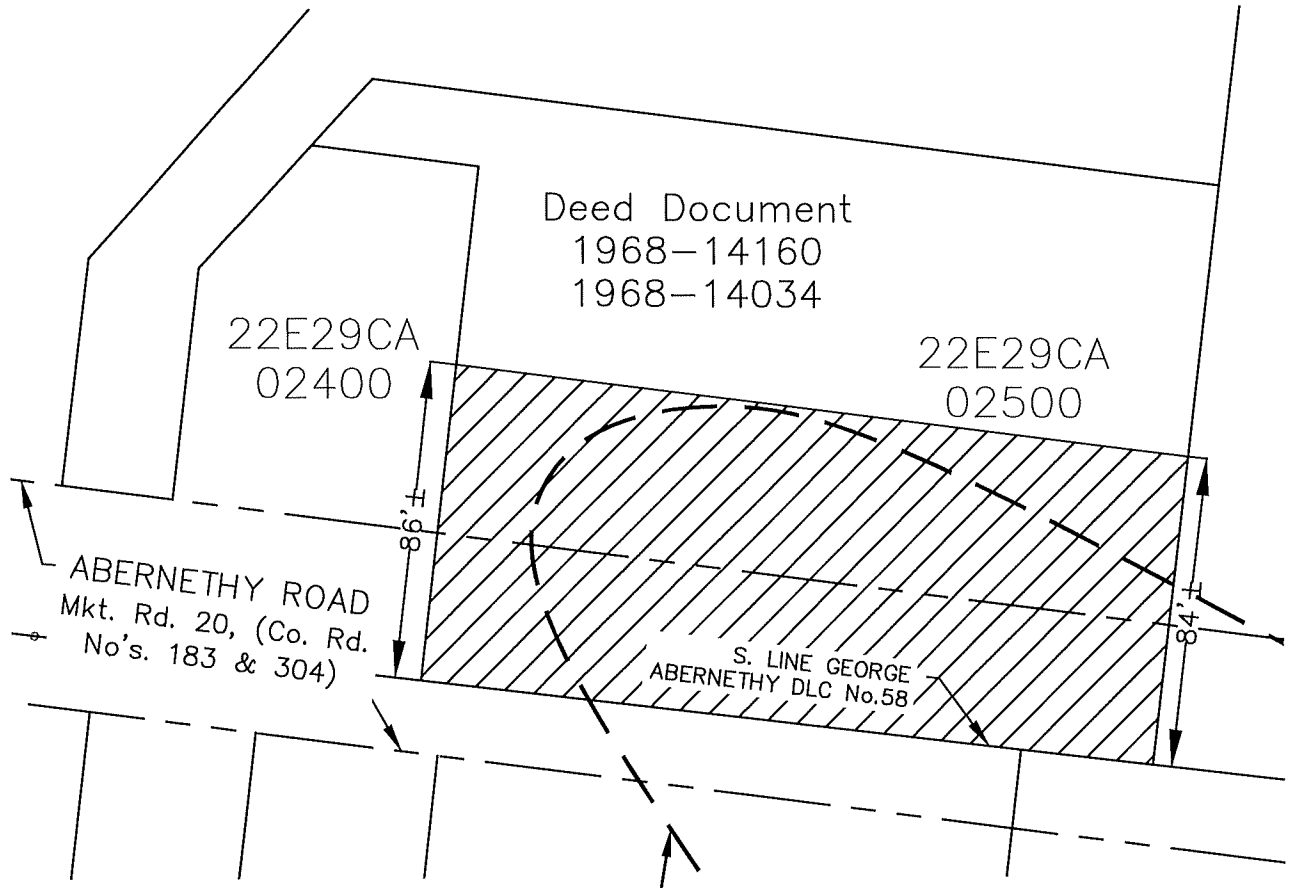 Deed Document
1968-14160
1968-14034
22E29CA
02400
22E29CA
02500
86'±
84'±
ABERNETHY ROAD
Mkt. Rd. 20, (Co. Rd.
No's. 183 & 304)
S. LINE GEORGE
ABERNETHY DLC No.58